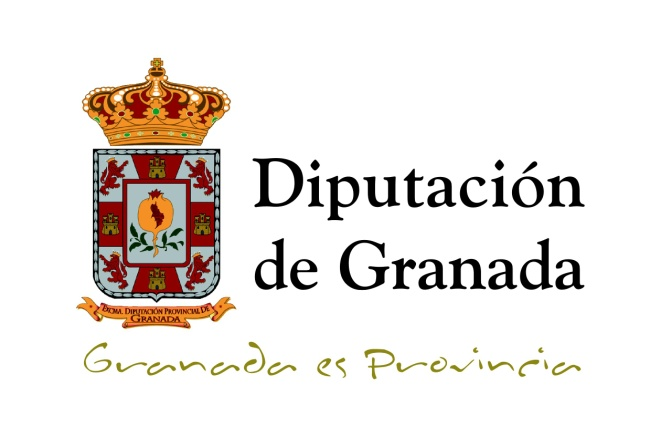 Diputación
de Granada
EXCMA. DIPUTACIÓN PROVINCIAL DE
GRANADA
Granada es Provincia